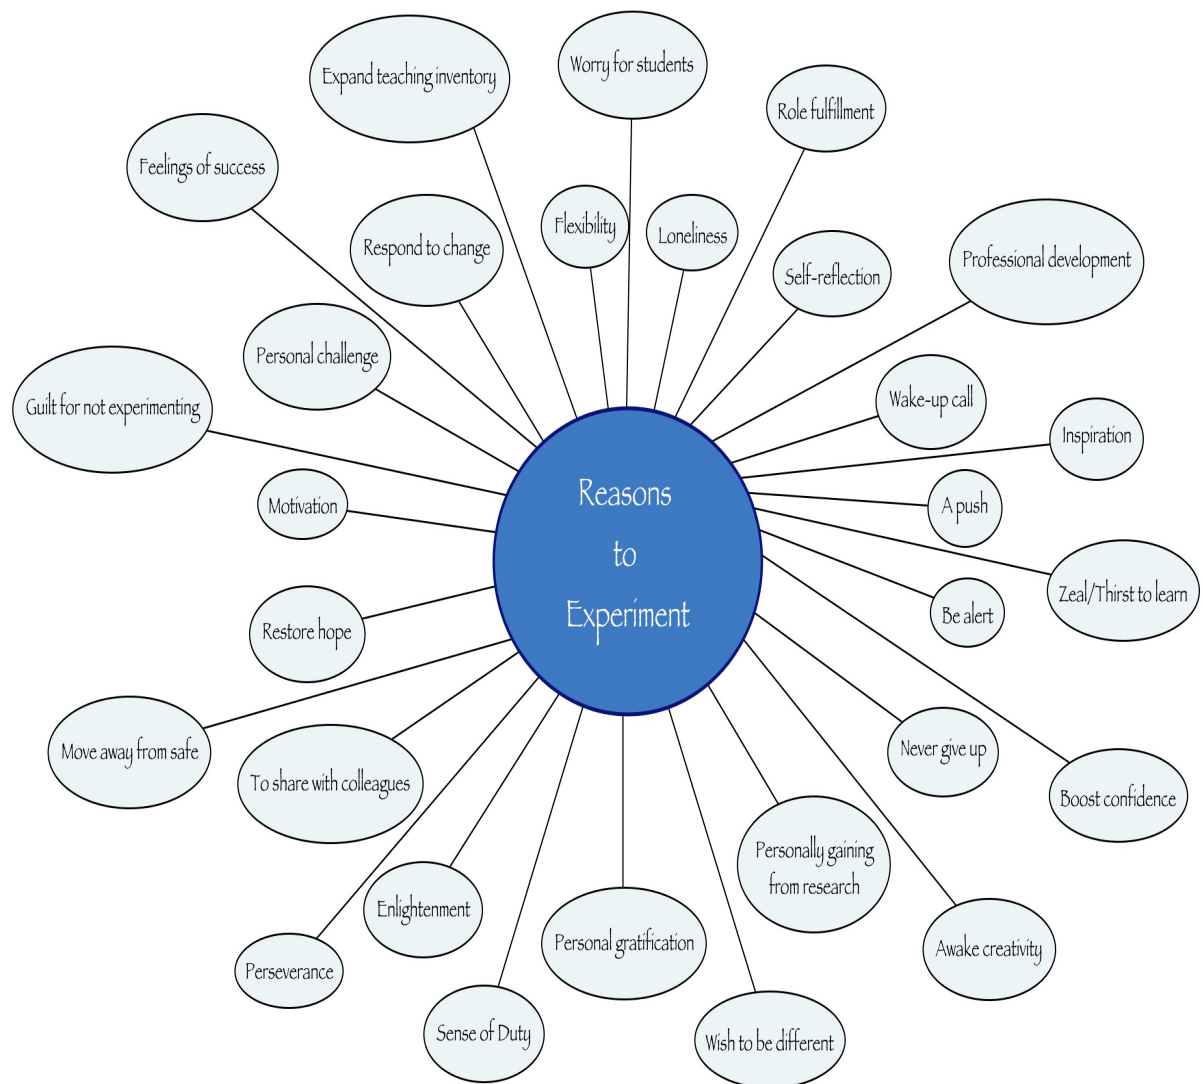 Expand teaching inventory
Worry for students
Role fulfillment
Feelings of success
Respond to change
Flexibility
Loneliness
Self-reflection
Professional development
Personal challenge
Guilt for not experimenting
Wake-up call
Inspiration
Motivation
Reasons
to
Experiment
A push
Zeal/Thirst to learn
Be alert
Restore hope
Move away from safe
To share with colleagues
Never give up
Boost confidence
Personally gaining
from research
Enlightenment
Personal gratification
Awake creativity
Perseverance
Sense of Duty
Wish to be different